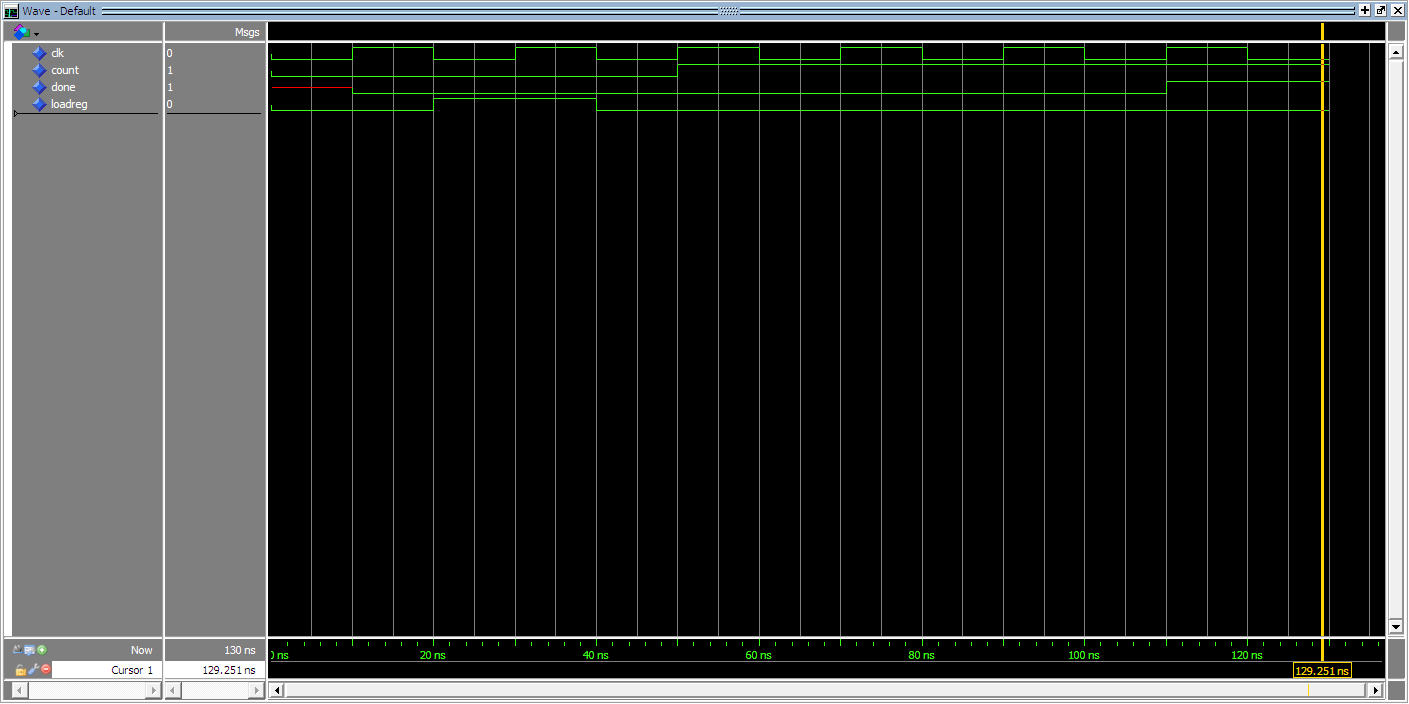 Wave - Default
Msgs
clk 0
count 1
done 1
loadreg 0
Now 130 ns
0 ns 20 ns 40 ns 60 ns 80 ns 100 ns 120 ns
Cursor 1 129.251 ns
129.251 ns